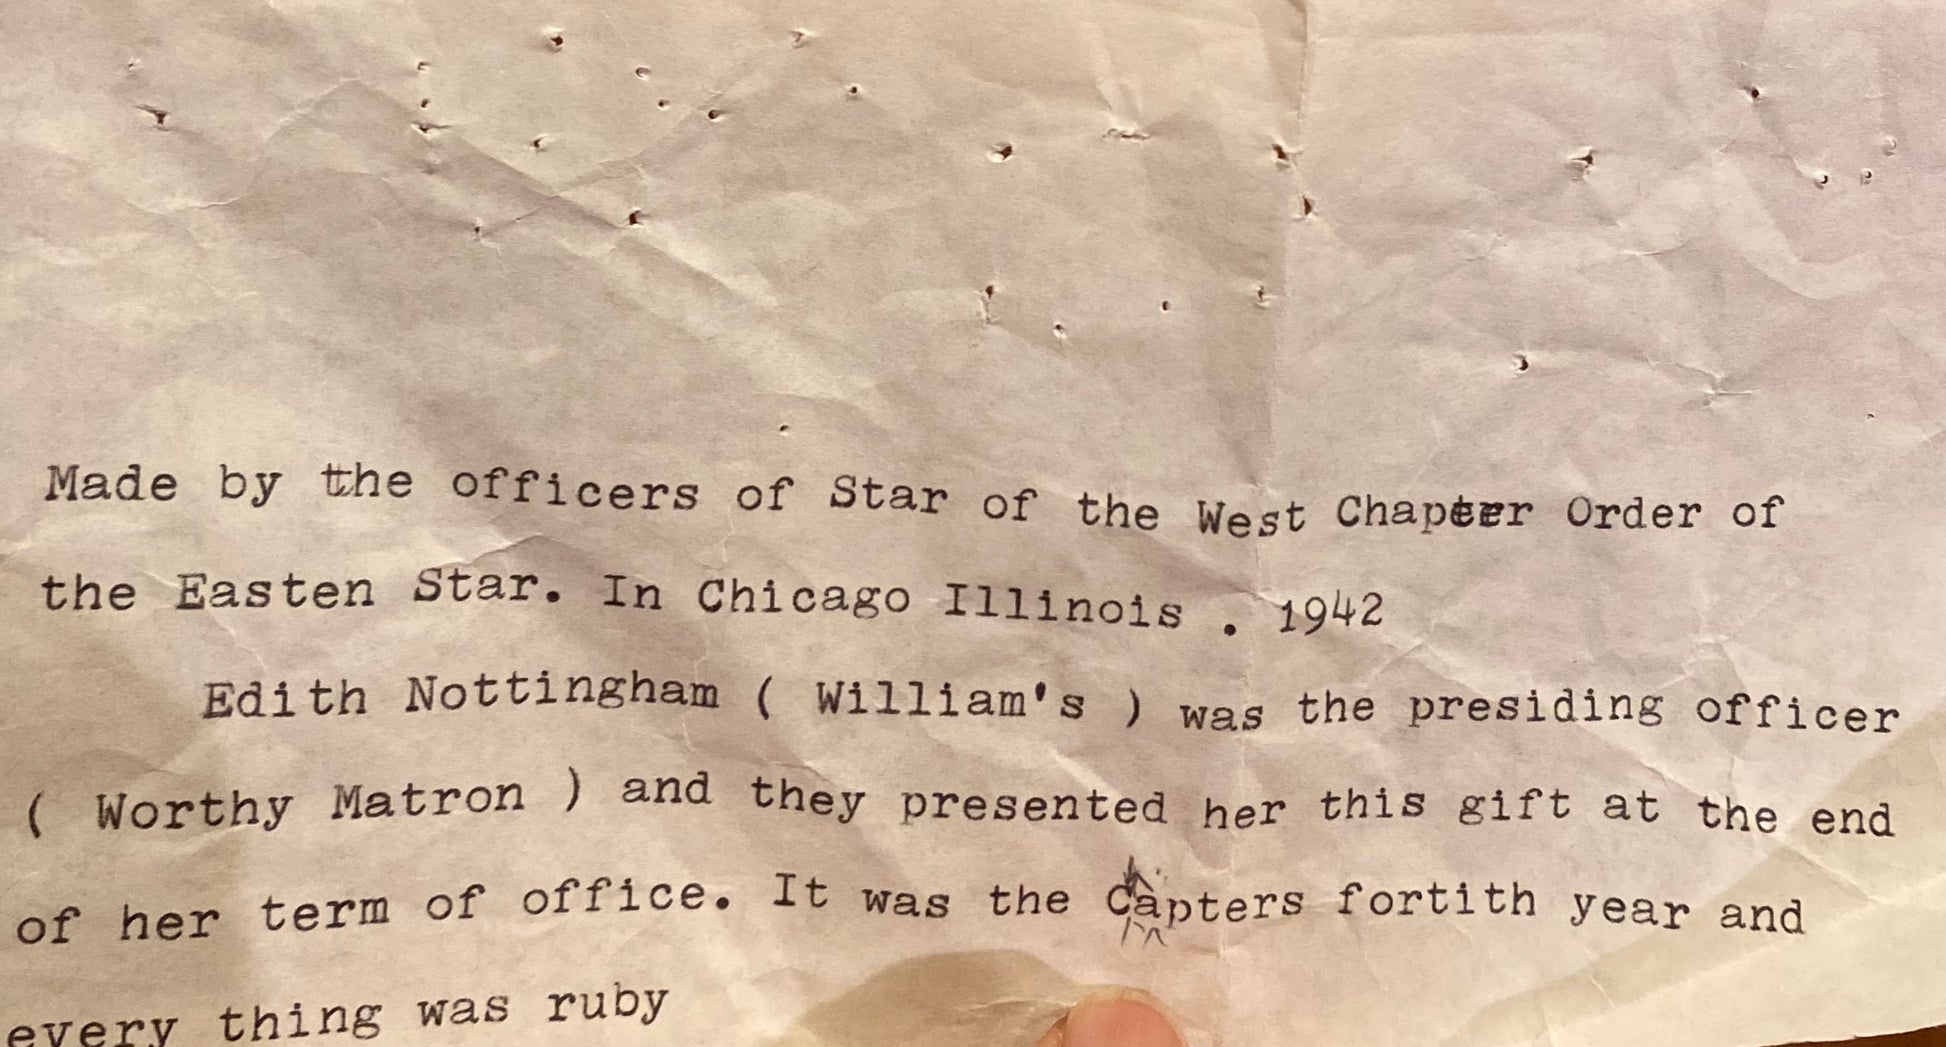 Made by the officers of Star of the West Chapter Order of
the Easten Star. In Chicago Illinois . 1942
Edith Nottingham ( William's ) was the presiding officer
( Worthy Matron ) and they presented her this gift at the end
of her term of office. It was the Chapters fortith year and
every thing was ruby